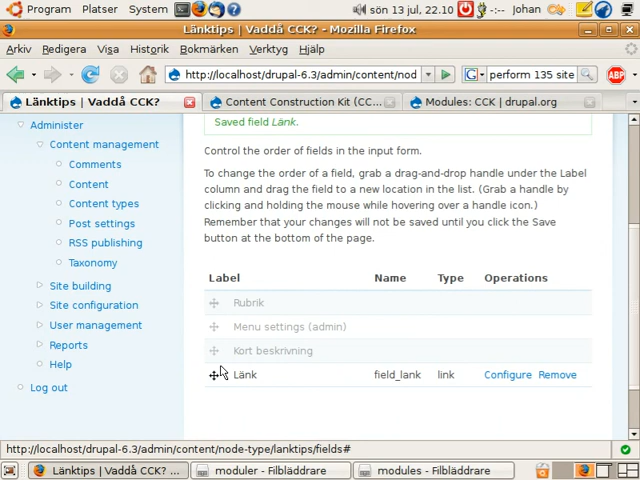 Program Platser System sön 13 jul, 22.10 Johan
Länktips | Vaddå CCK? - Mozilla Firefox
Arkiv Redigera Visa Historik Bokmärken Verktyg Hjälp
http://localhost/drupal-6.3/admin/content/nod perform 135 site
Länktips | Vaddå CCK? Content Construction Kit (CC... Modules: CCK | drupal.org
Saved field Länk.
Administer
Content management
Comments
Content
Content types
Post settings
RSS publishing
Taxonomy
Site building
Site configuration
User management
Reports
Help
Log out
Control the order of fields in the input form.
To change the order of a field, grab a drag-and-drop handle under the Label
column and drag the field to a new location in the list. (Grab a handle by
clicking and holding the mouse while hovering over a handle icon.)
Remember that your changes will not be saved until you click the Save
button at the bottom of the page.
Label Name Type Operations
Rubrik
Menu settings (admin)
Kort beskrivning
Länk field_lank link Configure Remove
http://localhost/drupal-6.3/admin/content/node-type/lanktips/fields#
Länktips | Vaddå CCK? ... moduler - Filbläddrare modules - Filbläddrare